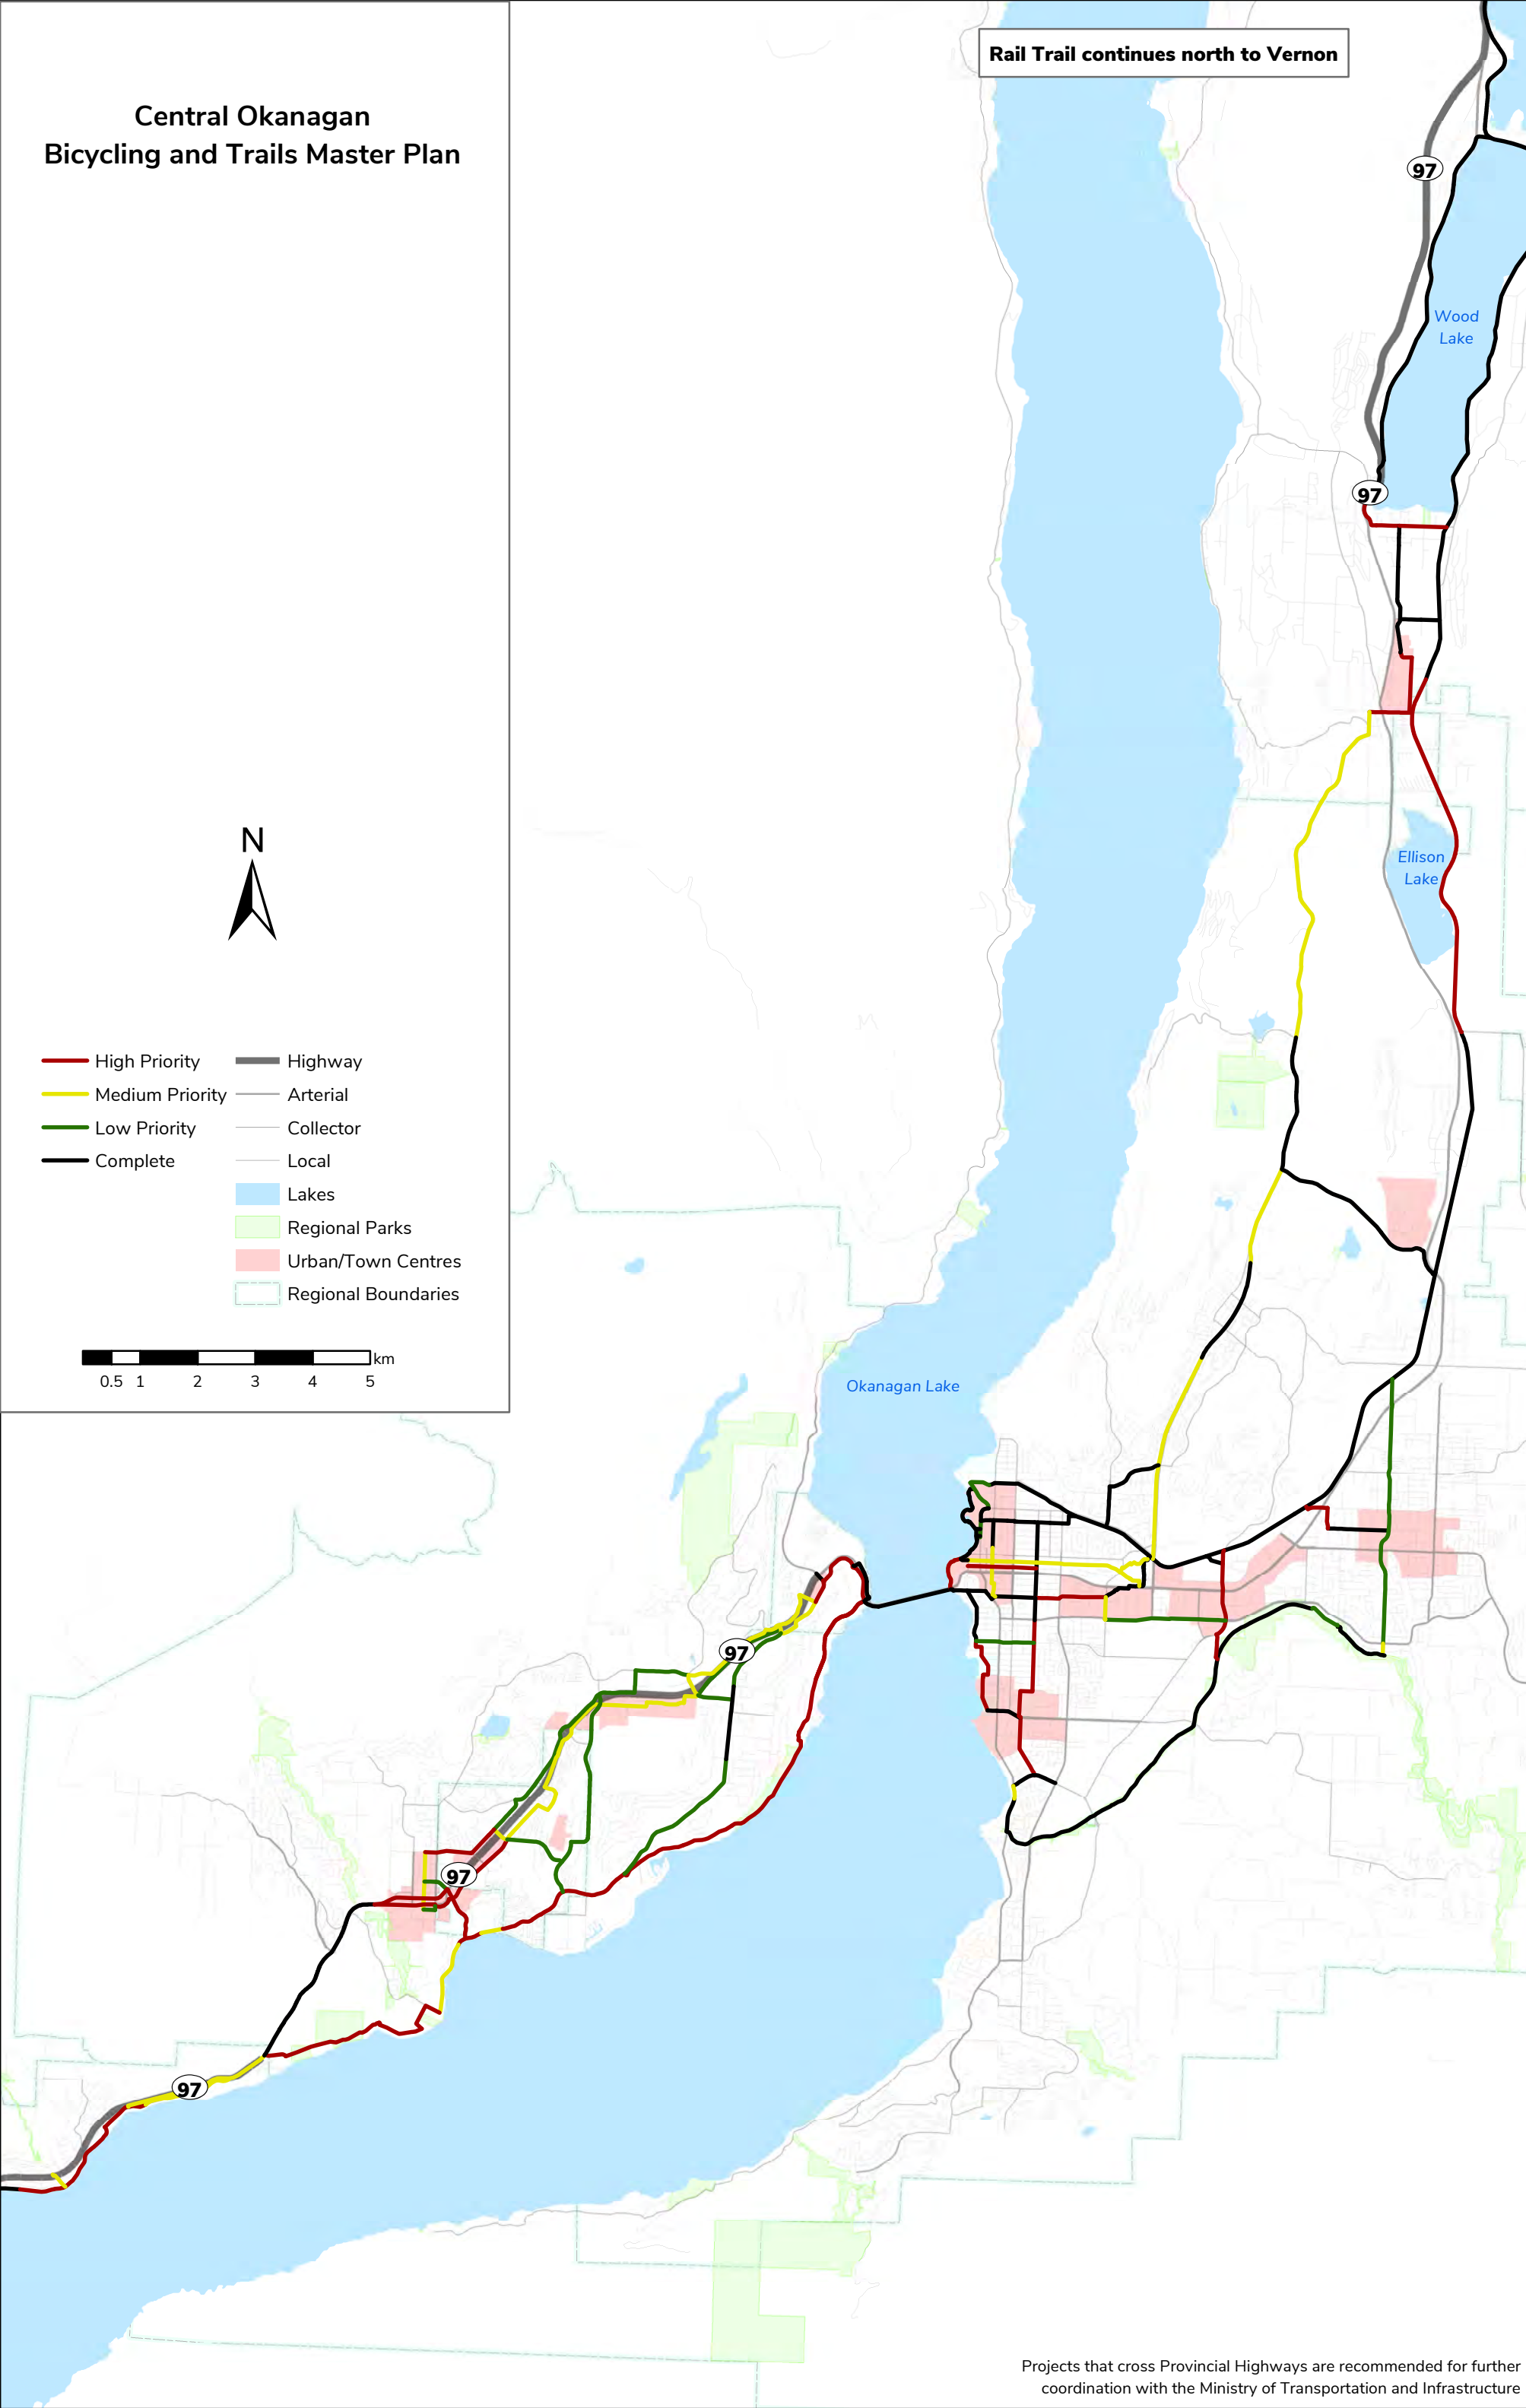 Rail Trail continues north to Vernon
Central Okanagan
Bicycling and Trails Master Plan
97
Wood
Lake
97
N
Ellison
Lake
High Priority
Medium Priority
Low Priority
Complete
Highway
Arterial
Collector
Local
Lakes
Regional Parks
Urban/Town Centres
Regional Boundaries
km
0.5 1 2 3 4 5
Okanagan Lake
97
97
97
Projects that cross Provincial Highways are recommended for further
coordination with the Ministry of Transportation and Infrastructure